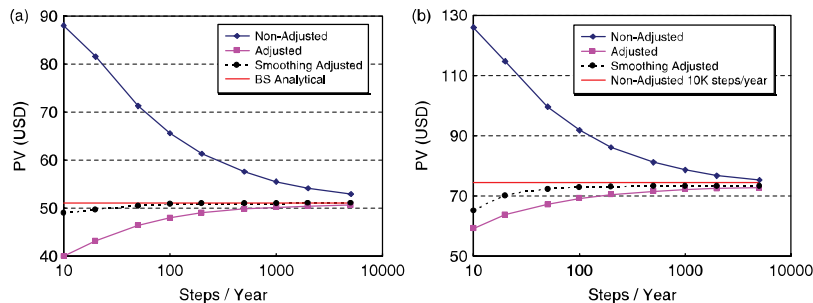 (a)
90
80
70
60
50
40
PV (USD)
10
100
1000
10000
Steps / Year
Non-Adjusted
Adjusted
Smoothing Adjusted
BS Analytical
(b)
130
110
90
70
50
PV (USD)
10
100
1000
10000
Steps / Year
Non-Adjusted
Adjusted
Smoothing Adjusted
Non-Adjusted 10K steps/year